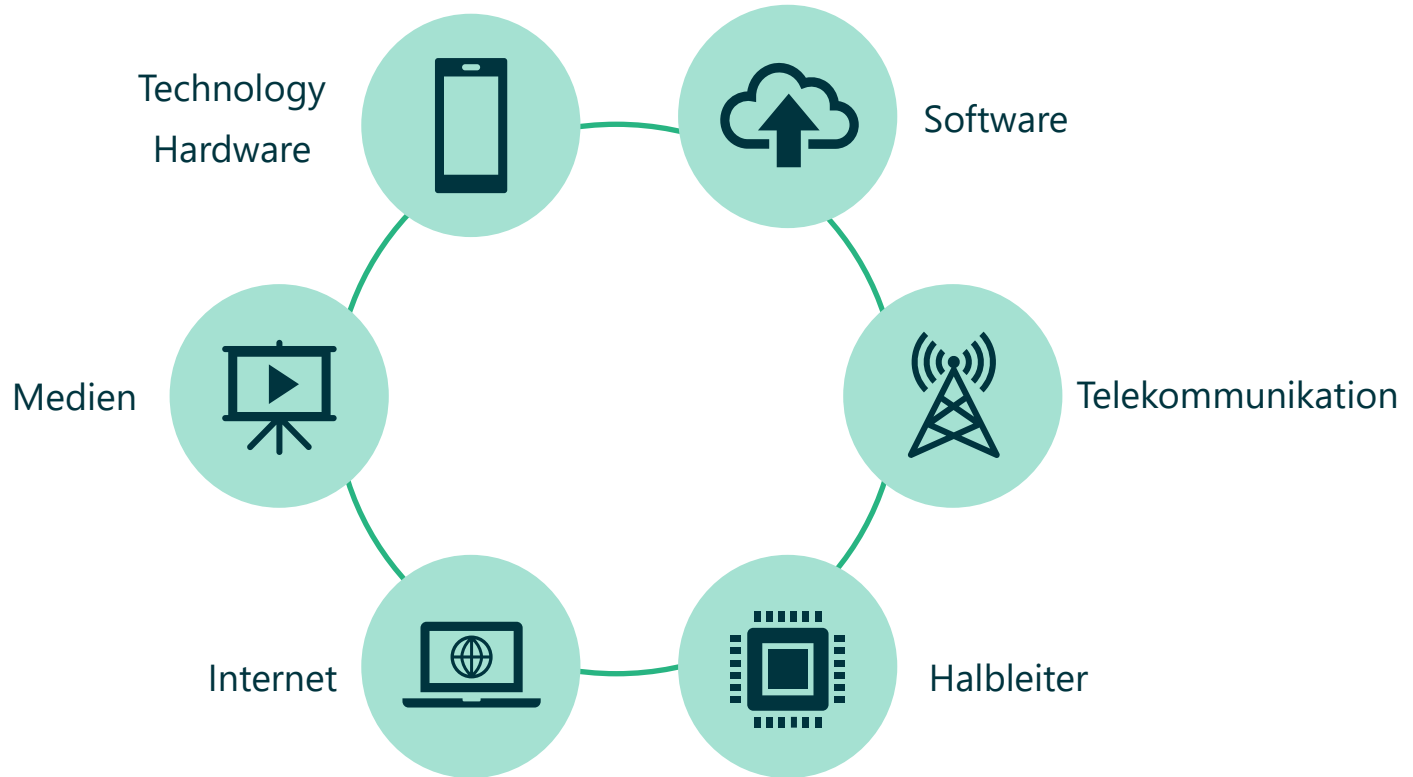 Technology
Hardware
Software
Medien
Telekommunikation
Internet
Halbleiter